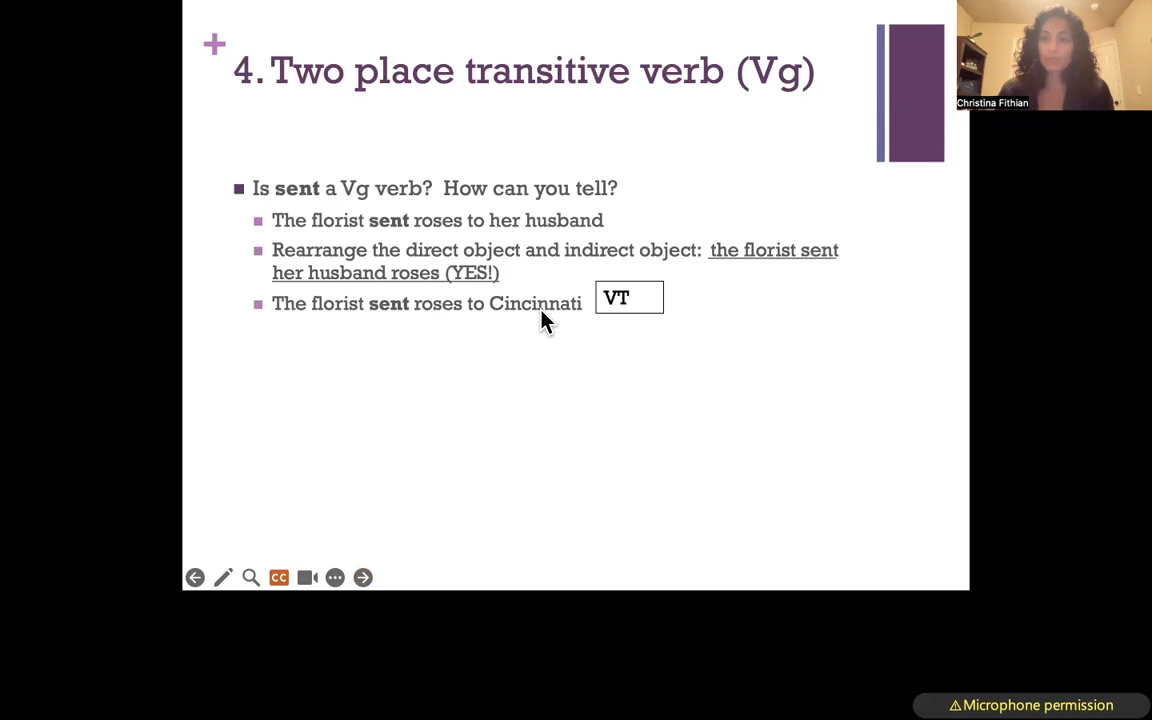 +
4. Two place transitive verb (Vg)
Christina Fithian
Is sent a Vg verb? How can you tell?
The florist sent roses to her husband
Rearrange the direct object and indirect object: the florist sent
her husband roses (YES!)
The florist sent roses to Cincinnati
VT
CC
⚠Microphone permission